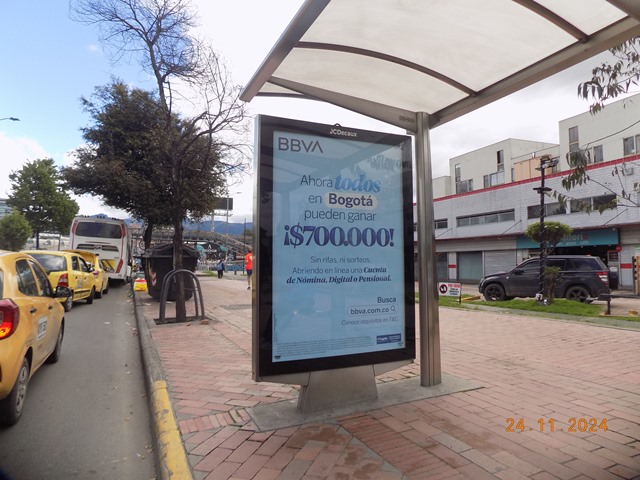 JCDecaux
BBVA
Ahora todos
en Bogotá
pueden ganar
¡$700.000!
Sin rifas, ni sorteos.
Abriendo en línea una Cuenta
de Nómina, Digital o Pensional.
Busca
bbva.com.co
24 11 2024